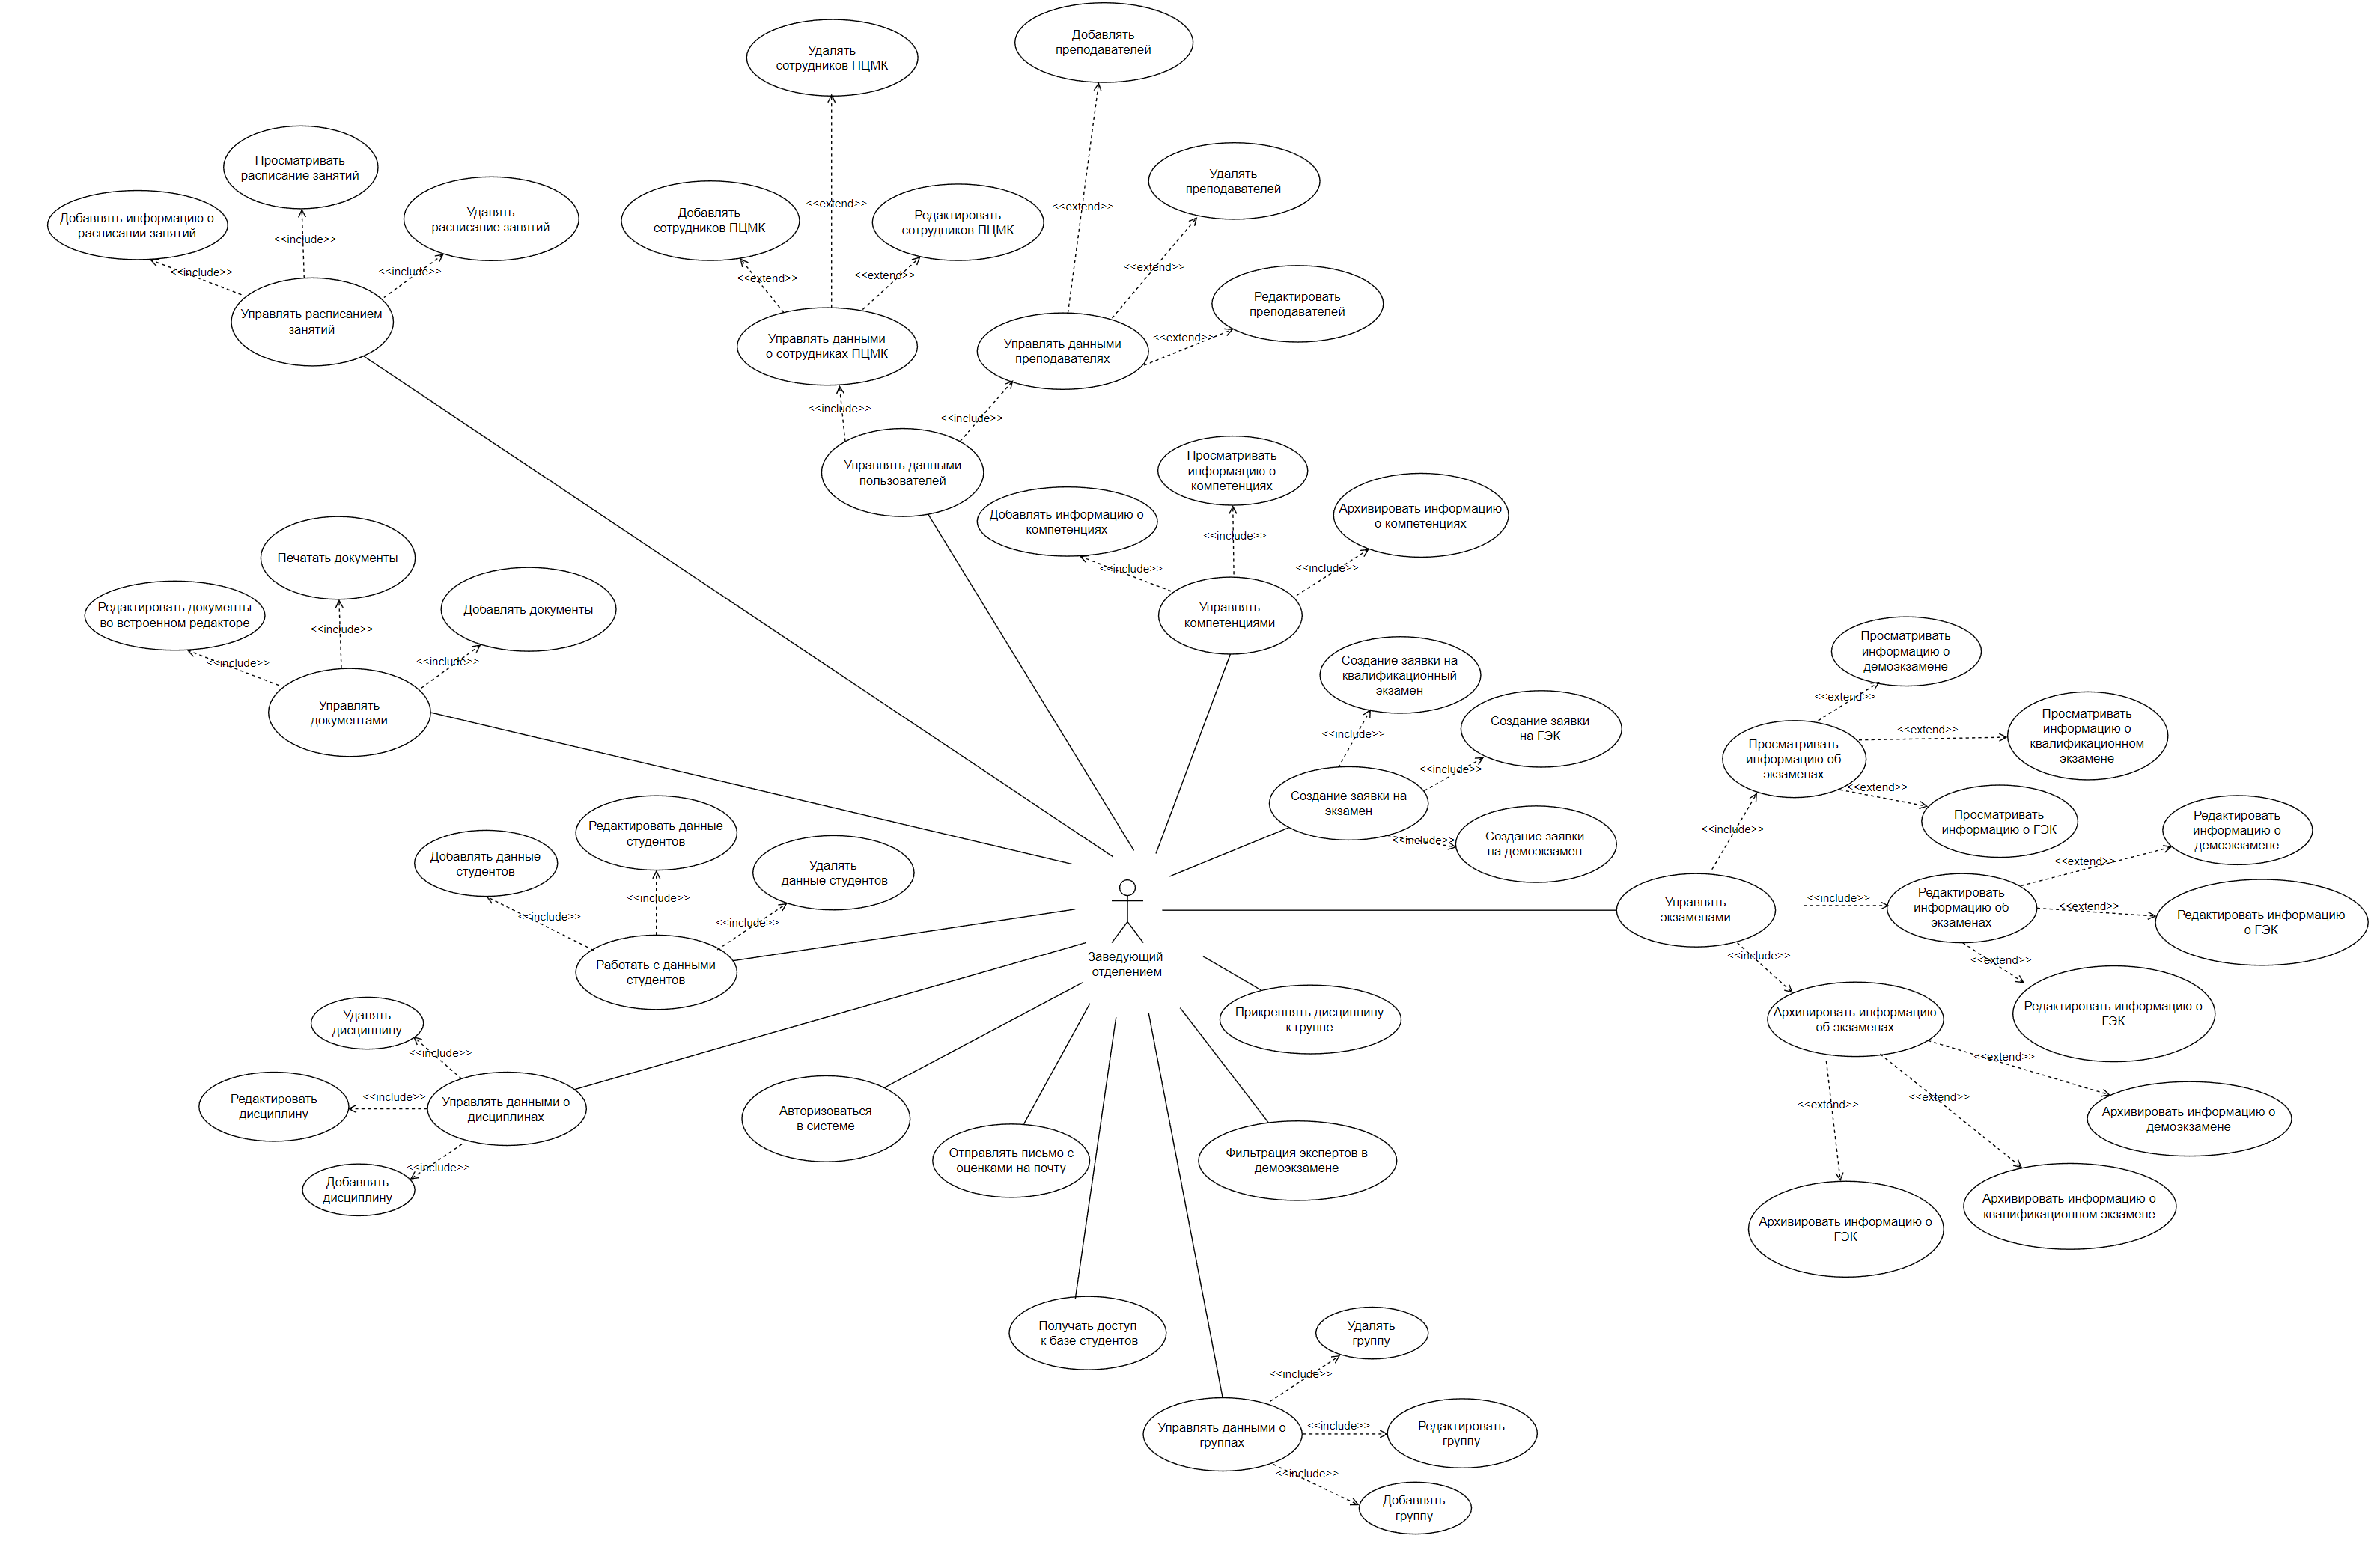 Удалять
сотрудников ПЦМК
Добавлять
преподавателей
Просматривать
расписание занятий
Добавлять информацию о
расписании занятий
Удалять
расписание занятий
<<include>>
<<include>>
<<include>>
Управлять расписанием
занятий
Добавлять
сотрудников ПЦМК
<<extend>>
Редактировать
сотрудников ПЦМК
<<extend>>
<<extend>>
Управлять данными
о сотрудниках ПЦМК
<<extend>>
Удалять
преподавателей
<<extend>>
Редактировать
преподавателей
<<extend>>
Управлять данными
преподавателях
<<include>>
<<include>>
Управлять данными
пользователей
Просматривать
информацию о
компетенциях
Добавлять информацию о
компетенциях
Архивировать информацию
о компетенциях
<<include>>
<<include>>
<<include>>
Управлять
компетенциями
Печатать документы
Редактировать документы
во встроенном редакторе
Добавлять документы
<<include>>
<<include>>
<<include>>
Управлять
документами
Создание заявки на
квалификационный
экзамен
Создание заявки
на ГЭК
<<include>>
<<include>>
Создание заявки на
экзамен
<<include>>
Создание заявки
на демоэкзамен
Просматривать
информацию о
демоэкзамене
<<extend>>
Просматривать
информацию о
квалификационном
экзамене
<<extend>>
Просматривать
информацию об
экзаменах
<<extend>>
Просматривать
информацию о ГЭК
<<include>>
Редактировать
информацию о
демоэкзамене
<<extend>>
Управлять
экзаменами
<<include>>
Редактировать
информацию об
экзаменах
<<extend>>
Редактировать информацию
о ГЭК
<<extend>>
Редактировать информацию о
ГЭК
<<include>>
Архивировать информацию
об экзаменах
<<extend>>
<<extend>>
<<extend>>
Архивировать информацию о
демоэкзамене
Архивировать информацию о
квалификационном экзамене
Архивировать информацию о
ГЭК
Редактировать данные
студентов
Добавлять данные
студентов
Удалять
данные студентов
<<include>>
<<include>>
<<include>>
Работать с данными
студентов
Заведующий
отделением
Прикреплять дисциплину
к группе
Удалять
дисциплину
<<include>>
Редактировать
дисциплину
<<include>>
Управлять данными о
дисциплинах
<<include>>
Добавлять
дисциплину
Авторизоваться
в системе
Отправлять письмо с
оценками на почту
Фильтрация экспертов в
демоэкзамене
Получать доступ
к базе студентов
Удалять
группу
<<include>>
Управлять данными о
группах
<<include>>
Редактировать
группу
<<include>>
Добавлять
группу